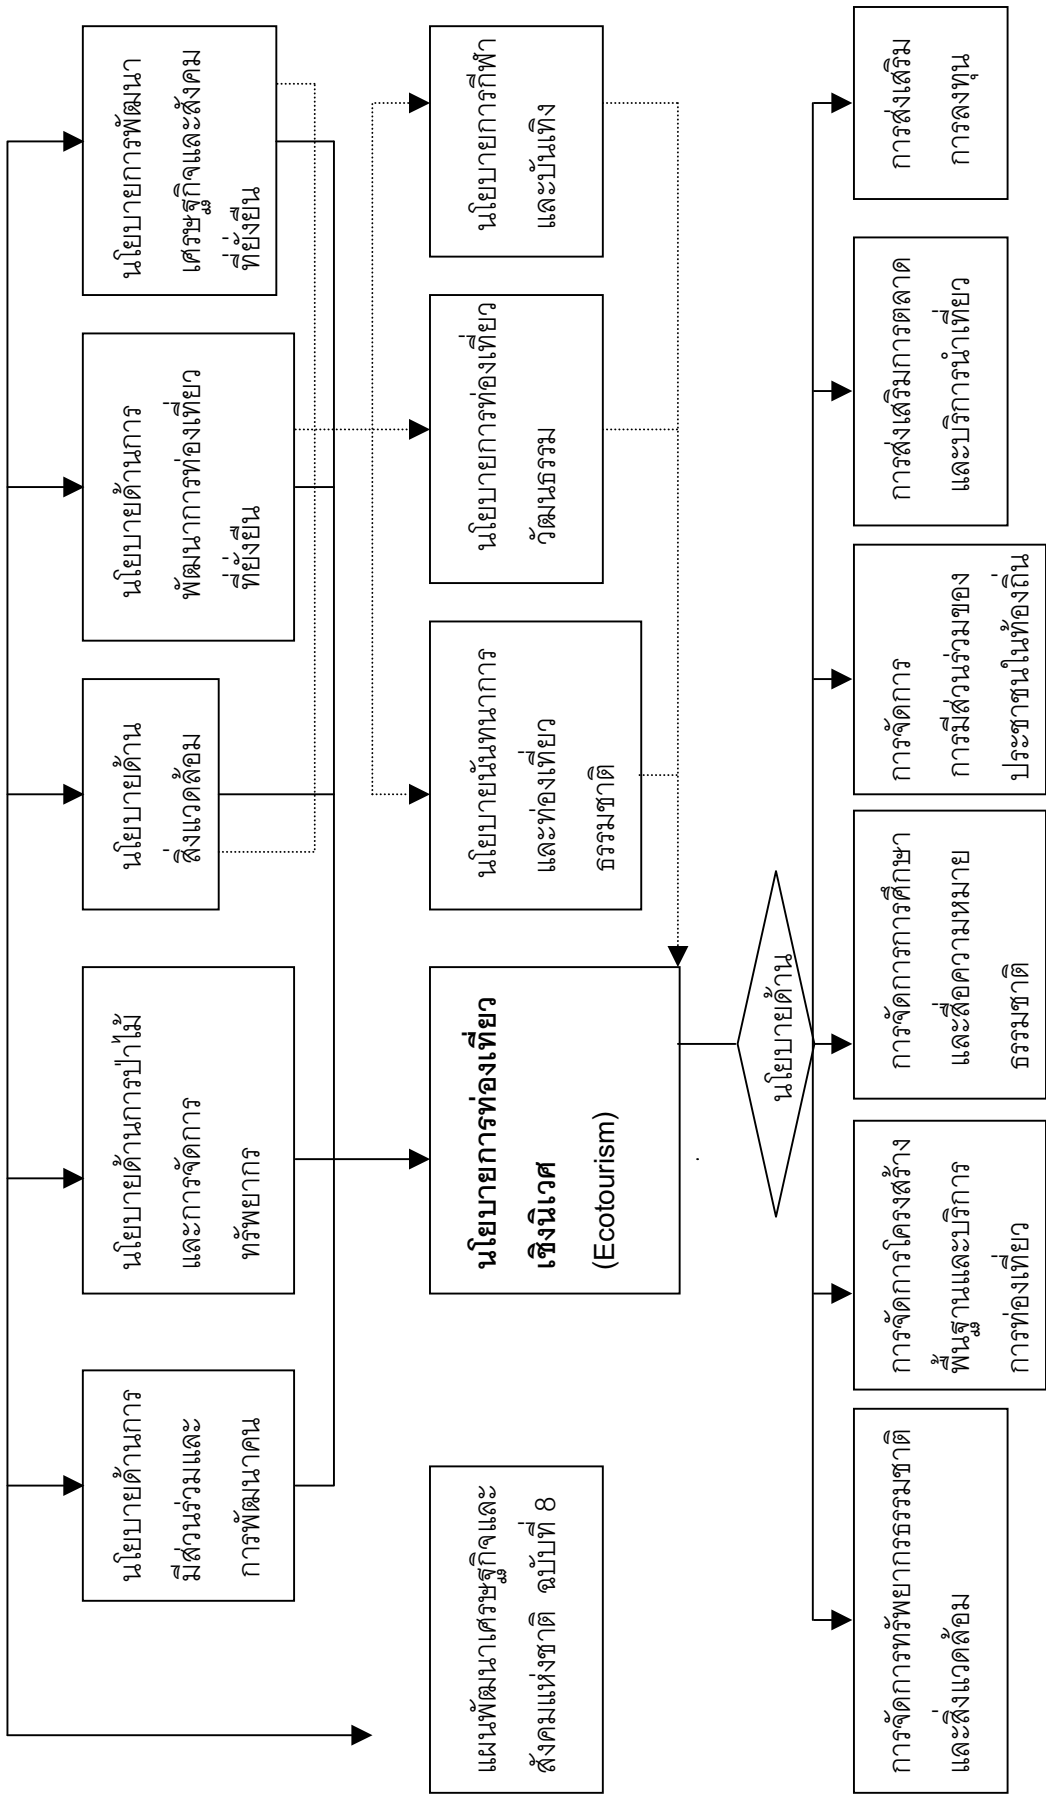 นโยบายด้านการ
มีส่วนร่วมและ
การพัฒนาคน
นโยบายด้านการป่าไม้
และการจัดการ
ทรัพยากร
นโยบายด้าน
สิ่งแวดล้อม
นโยบายด้านการ
พัฒนาการท่องเที่ยว
ที่ยั่งยืน
นโยบายการพัฒนา
เศรษฐกิจและสังคม
ที่ยั่งยืน
แผนพัฒนาเศรษฐกิจและ
สังคมแห่งชาติ ฉบับที่ 8
นโยบายการท่องเที่ยว
เชิงนิเวศ
(Ecotourism)
นโยบายนันทนาการ
และท่องเที่ยว
ธรรมชาติ
นโยบายการท่องเที่ยว
วัฒนธรรม
นโยบายการกีฬา
และบันเทิง
นโยบายด้าน
การจัดการทรัพยากรธรรมชาติ
และสิ่งแวดล้อม
การจัดการโครงสร้าง
พื้นฐานและบริการ
การท่องเที่ยว
การจัดการการศึกษา
และสื่อความหมาย
ธรรมชาติ
การจัดการ
การมีส่วนร่วมของ
ประชาชนในท้องถิ่น
การส่งเสริมการตลาด
และบริการนำเที่ยว
การส่งเสริม
การลงทุน